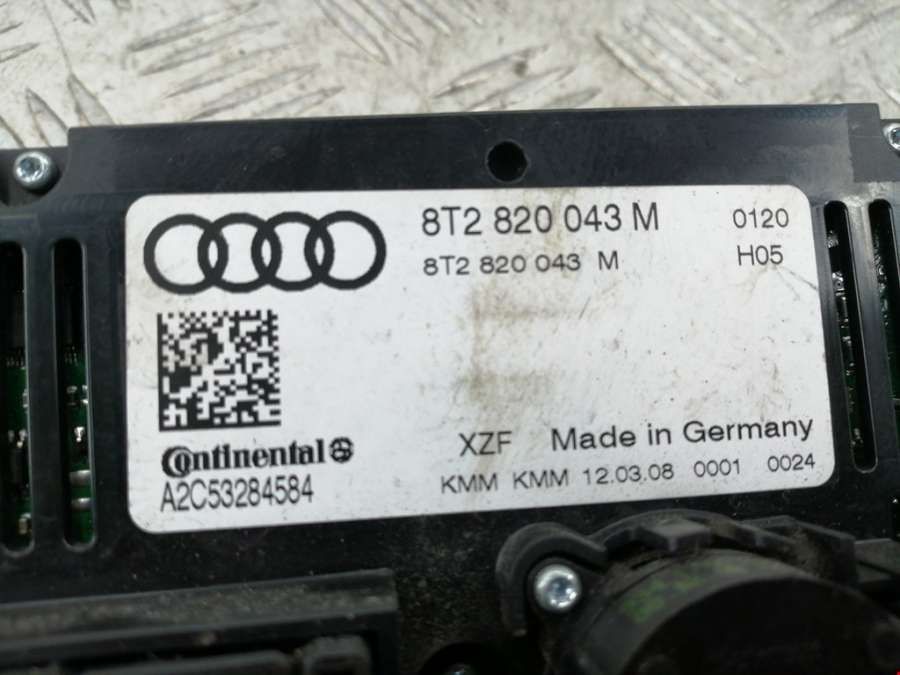 8T2 820 043 M 0120
8T2 820 043 M H05
Continental
A2C53284584
XZF Made in Germany
KMM KMM 12.03.08 0001 0024